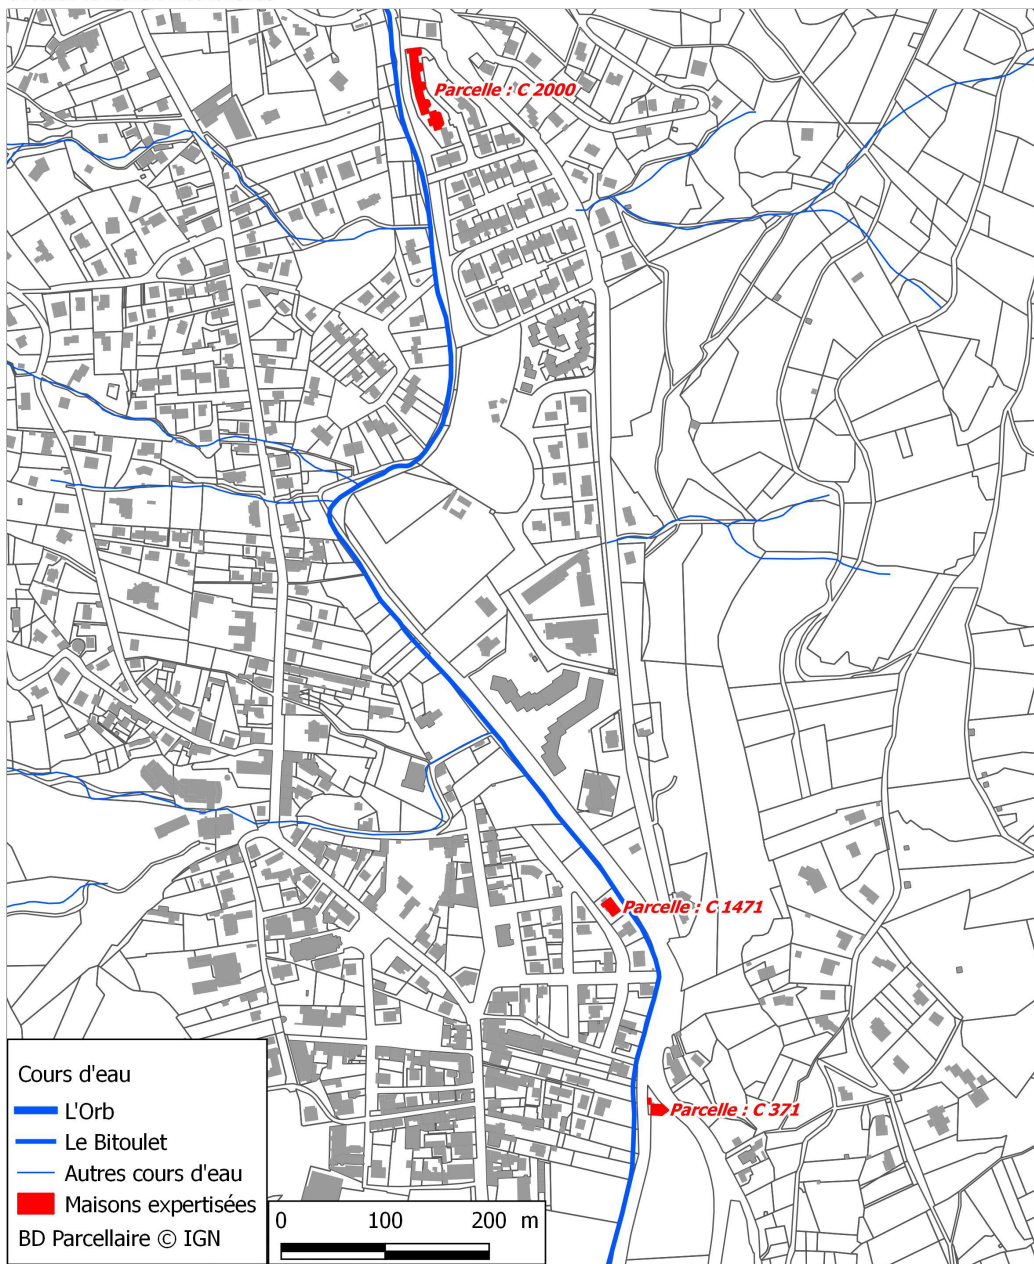 Parcelle : C 2000
Parcelle : C 1471
Parcelle : C 371
Cours d'eau
L'Orb
Le Bitoulet
Autres cours d'eau
Maisons expertisées
BD Parcellaire © IGN
0 100 200 m